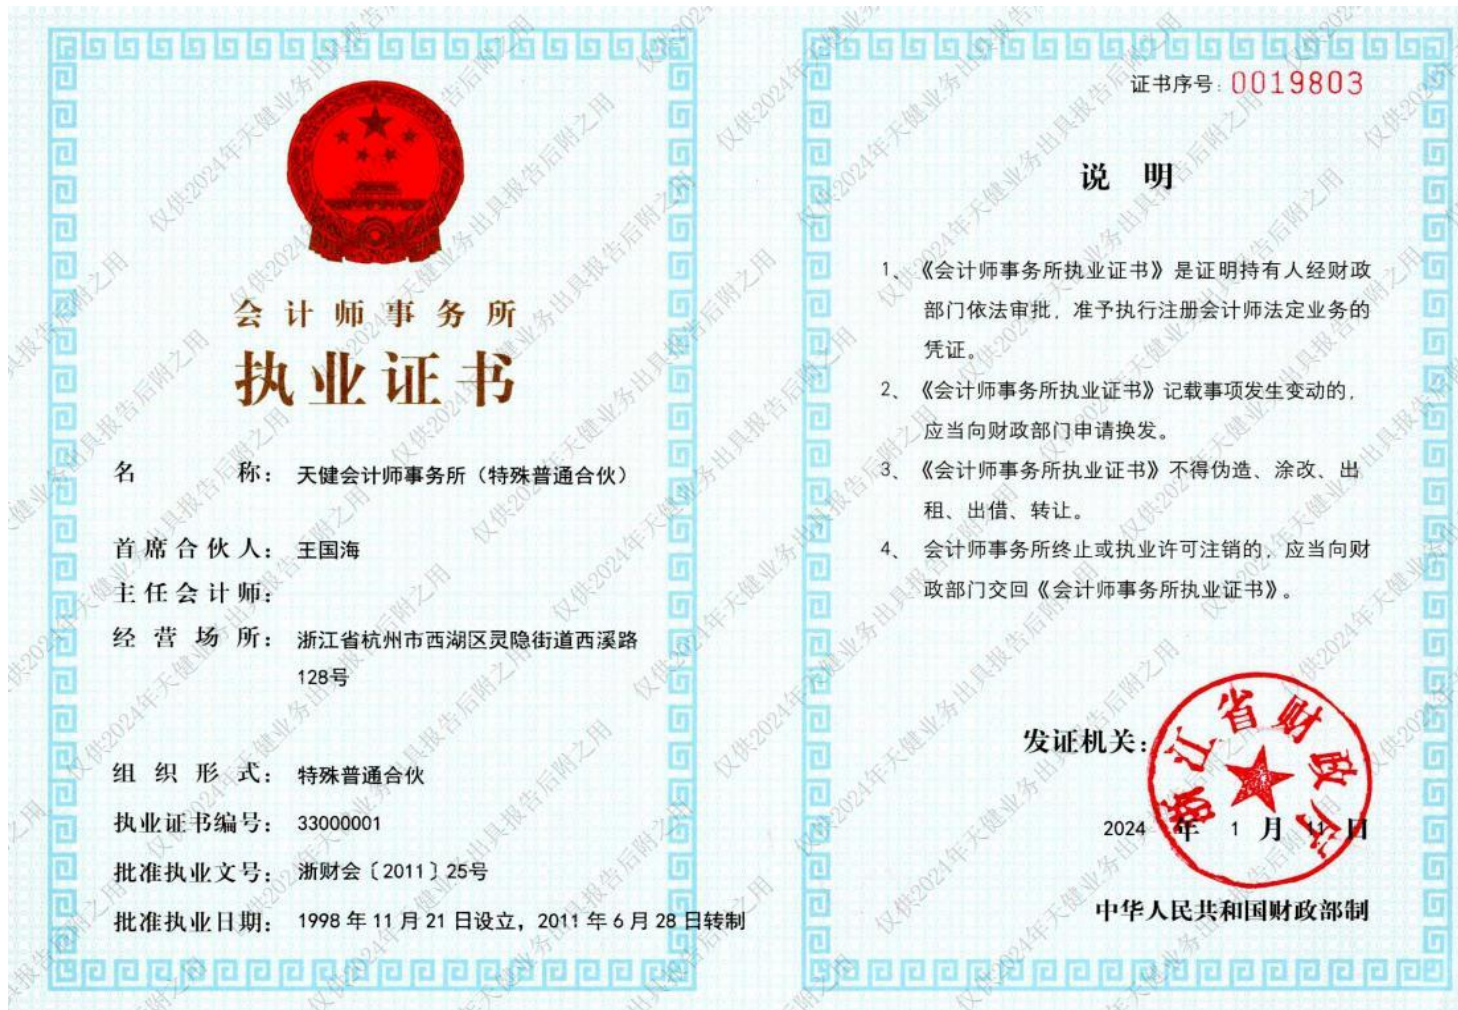 会计师事务所
执业证书
名 称： 天健会计师事务所（特殊普通合伙）
首席合伙人： 王国海
主任会计师：
经营场所： 浙江省杭州市西湖区灵隐街道西溪路
128号
组织形式： 特殊普通合伙
执业证书编号： 33000001
批准执业文号： 浙财会〔2011〕25号
批准执业日期： 1998年11月21日设立，2011年6月28日转制
证书序号：0019803
说 明
1、《会计师事务所执业证书》是证明持有人经财政
部门依法审批，准予执行注册会计师法定业务的
凭证。
2、《会计师事务所执业证书》记载事项发生变动的，
应当向财政部门申请换发。
3、《会计师事务所执业证书》不得伪造、涂改、出
租、出借、转让。
4、 会计师事务所终止或执业许可注销的，应当向财
政部门交回《会计师事务所执业证书》。
发证机关：
浙江省财政厅
2024 年 1 月 11 日
中华人民共和国财政部制
仅供2024年天健业务出具报告后附之用